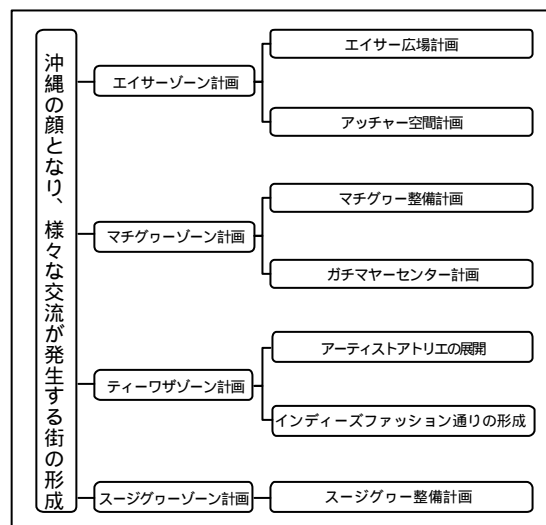 沖縄の顔となり、様々な交流が発生する街の形成
エイサーゾーン計画
エイサー広場計画
アッチャー空間計画
マチグヮーゾーン計画
マチグヮー整備計画
ガチマヤーセンター計画
ティーワザゾーン計画
アーティストアトリエの展開
インディーズファッション通りの形成
スージグヮーゾーン計画
スージグヮー整備計画